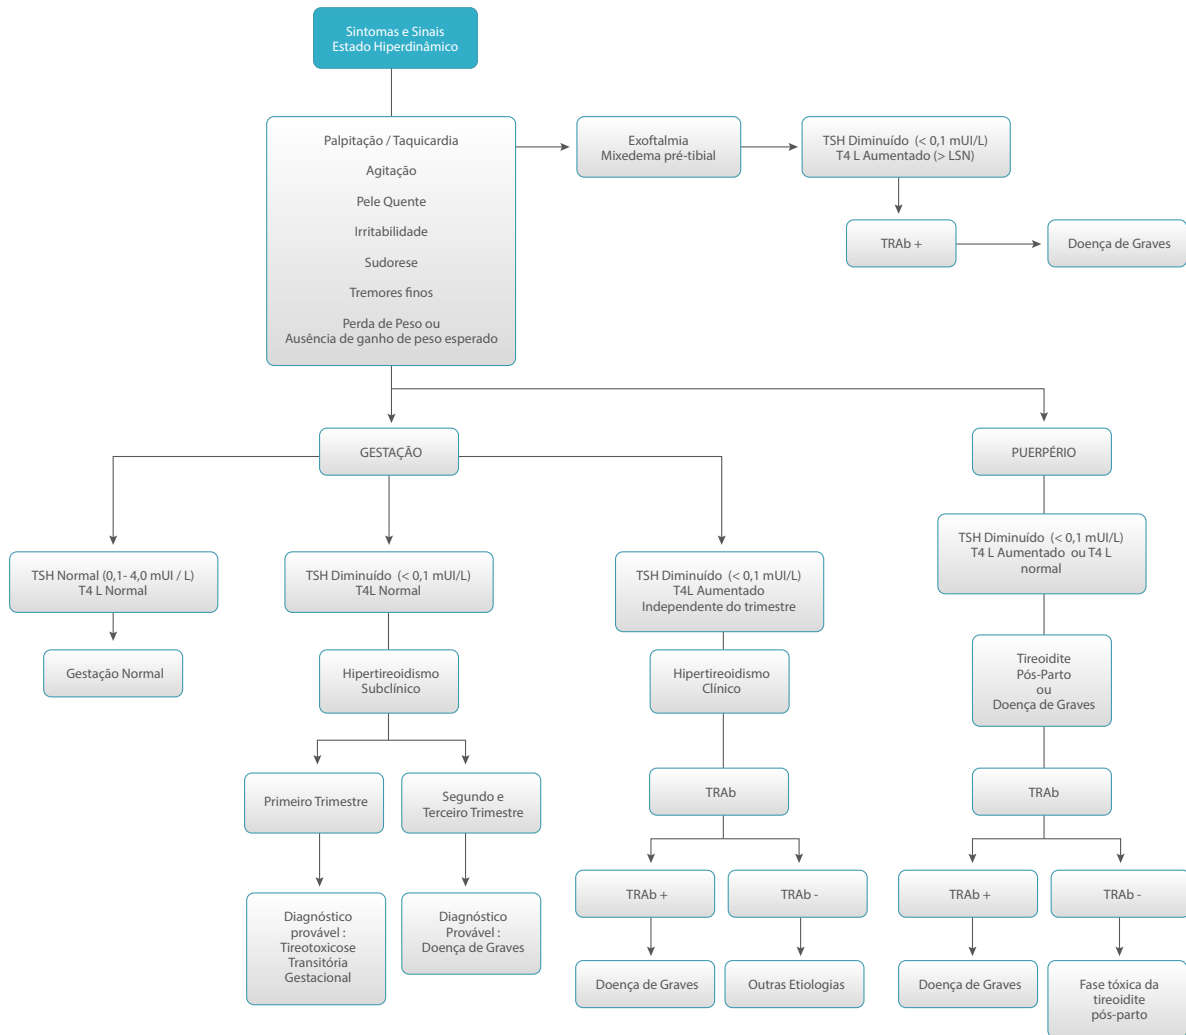 Sintomas e Sinais
Estado Hiperdinâmico
Palpitação / Taquicardia
Agitação
Pele Quente
Irritabilidade
Sudorese
Tremores finos
Perda de Peso ou
Ausência de ganho de peso esperado
Exoftalmia
Mixedema pré-tibial
TSH Diminuído (< 0,1 mUI/L)
T4 L Aumentado (> LSN)
TRAb +
Doença de Graves
GESTAÇÃO
PUERPÉRIO
TSH Normal (0,1- 4,0 mUI / L)
T4 L Normal
Gestação Normal
TSH Diminuído (< 0,1 mUI/L)
T4L Normal
Hipertireoidismo
Subclínico
Primeiro Trimestre
Segundo e
Terceiro Trimestre
Diagnóstico
provável :
Tireotoxicose
Transitória
Gestacional
Diagnóstico
Provável :
Doença de Graves
TSH Diminuído (< 0,1 mUI/L)
T4L Aumentado
Independente do trimestre
Hipertireoidismo
Clínico
TRAb
TRAb +
TRAb -
Doença de Graves
Outras Etiologias
TSH Diminuído (< 0,1 mUI/L)
T4 L Aumentado ou T4 L
normal
Tireoidite
Pós-Parto
ou
Doença de Graves
TRAb
TRAb +
TRAb -
Doença de Graves
Fase tóxica da
tireoidite
pós-parto